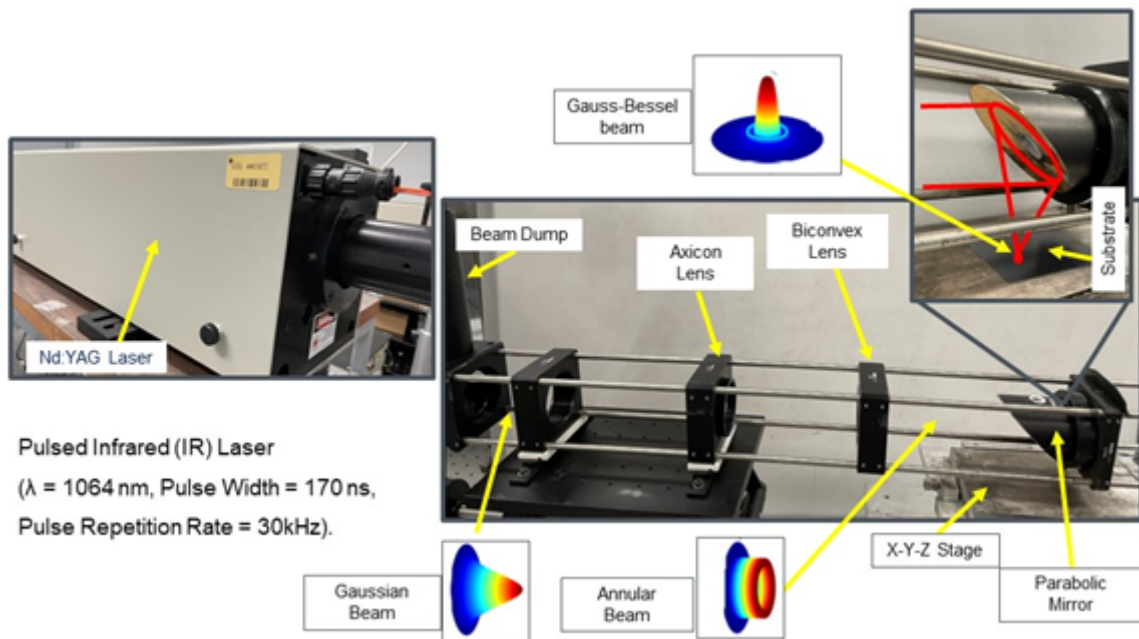 Gauss-Bessel
beam
Substrate
Beam Dump
Axicon
Lens
Biconvex
Lens
Nd:YAG Laser
Pulsed Infrared (IR) Laser
(λ = 1064 nm, Pulse Width = 170 ns,
Pulse Repetition Rate = 30kHz).
Gaussian
Beam
Annular
Beam
X-Y-Z Stage
Parabolic
Mirror